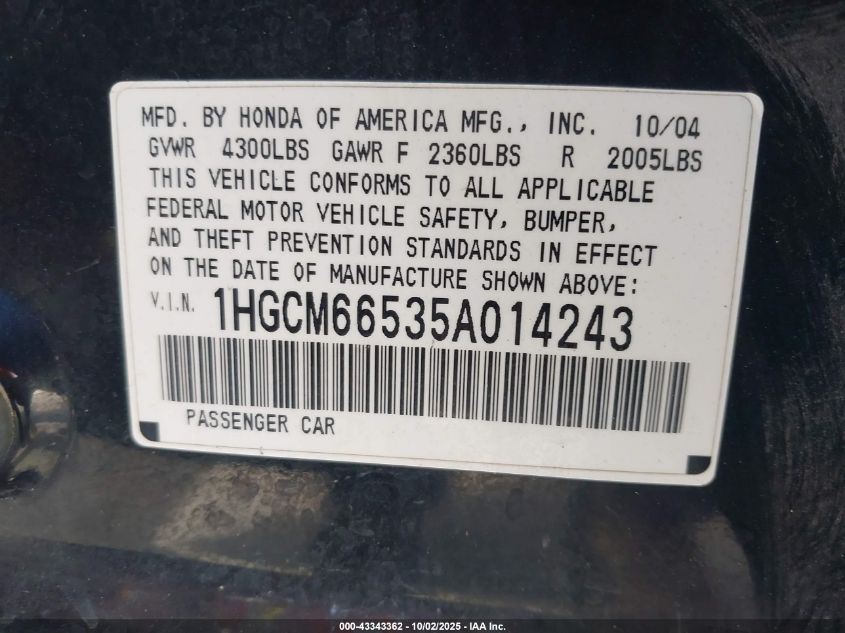 MFD. BY HONDA OF AMERICA MFG., INC. 10/04
GVWR 4300LBS GAWR F 2360LBS R 2005LBS
THIS VEHICLE CONFORMS TO ALL APPLICABLE
FEDERAL MOTOR VEHICLE SAFETY, BUMPER,
AND THEFT PREVENTION STANDARDS IN EFFECT
ON THE DATE OF MANUFACTURE SHOWN ABOVE:
V.I.N. 1HGCM66535A014243
PASSENGER CAR
000-43343362 - 10/02/2025 - IAA Inc.